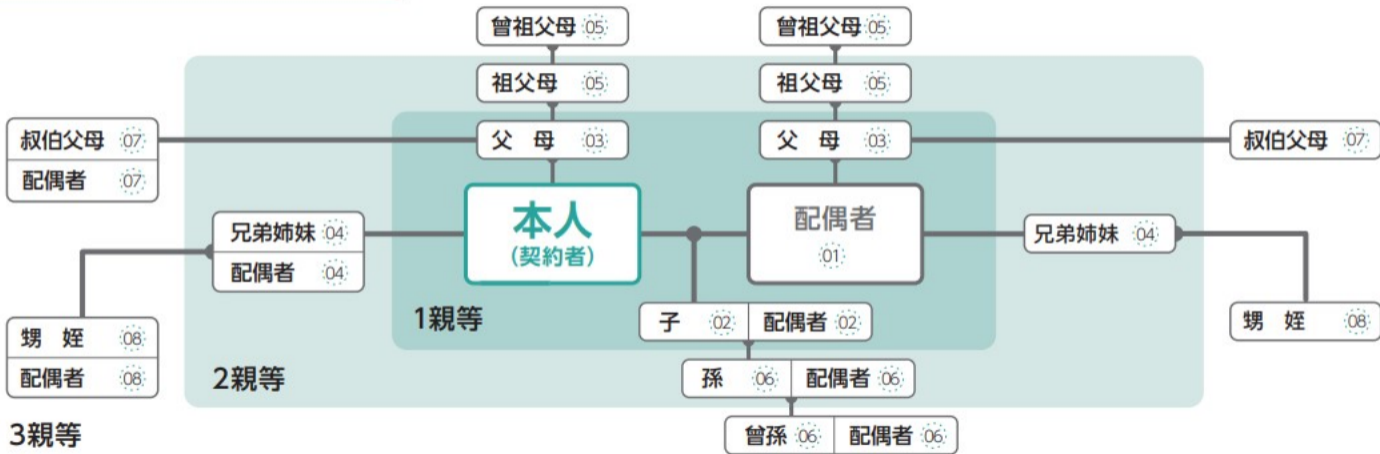 曾祖父母 05 曾祖父母 05
祖父母 05 祖父母 05
叔伯父母 07 父 母 03 父 母 03 叔伯父母 07
配偶者 07
本人 配偶者
(契約者) 01
兄弟姉妹 04 兄弟姉妹 04
配偶者 04
1親等 子 02 配偶者 02
甥 姪 08 甥 姪 08
配偶者 08
2親等 孫 06 配偶者 06
3親等 曾孫 06 配偶者 06